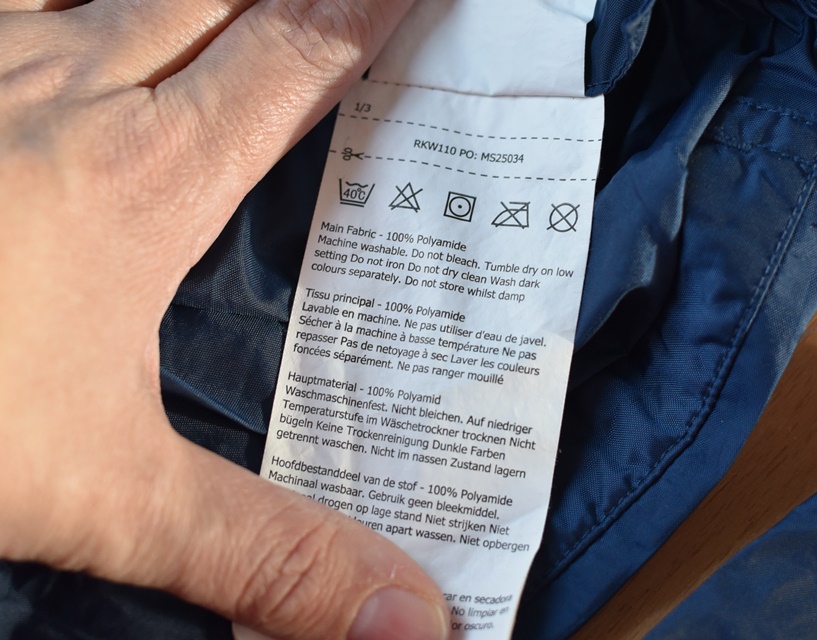 1/3
RKW110 PO: MS25034
40°C
Main Fabric - 100% Polyamide
Machine washable. Do not bleach. Tumble dry on low
setting Do not iron Do not dry clean Wash dark
colours separately. Do not store whilst damp
Tissu principal - 100% Polyamide
Lavable en machine. Ne pas utiliser d'eau de javel.
Sécher à la machine à basse température Ne pas
repasser Pas de nettoyage à sec Laver les couleurs
foncées séparément. Ne pas ranger mouillé
Hauptmaterial - 100% Polyamid
Waschmaschinenfest. Nicht bleichen. Auf niedriger
Temperaturstufe im Wäschetrockner trocknen Nicht
bügeln Keine Trockenreinigung Dunkle Farben
getrennt waschen. Nicht im nassen Zustand lagern
Hoofdbestanddeel van de stof - 100% Polyamide
Machinaal wasbaar. Gebruik geen bleekmiddel.
drogen op lage stand Niet strijken Niet
apart wassen. Niet opbergen
en secadora
No limpiar en
oscuro.